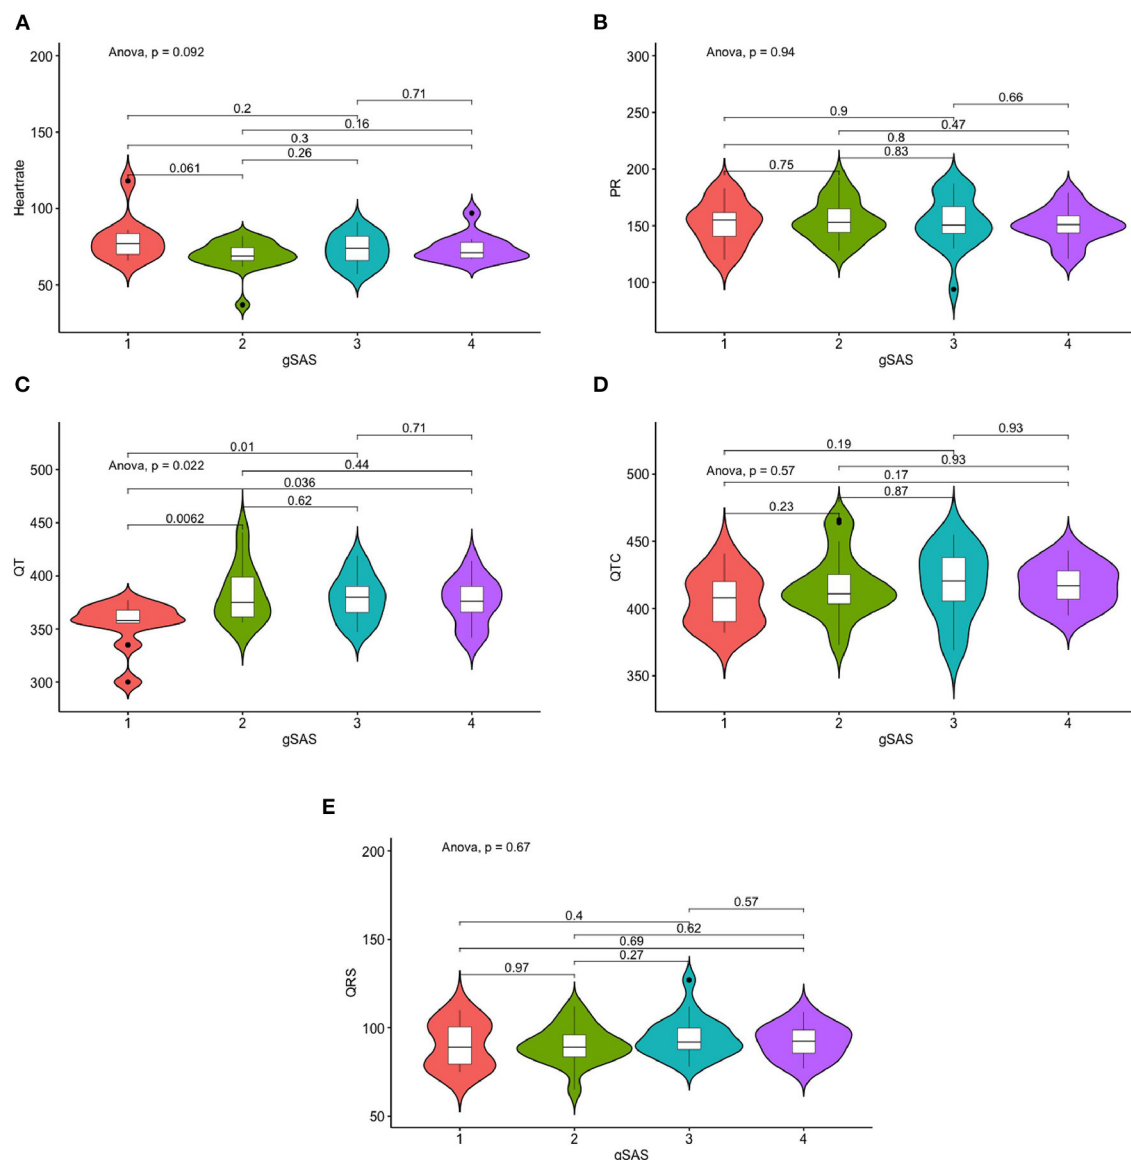 A
Anova, p = 0.092
200
150
100
50
Heartrate
0.71
0.2
0.16
0.3
0.26
0.061
1 2 3 4
gSAS
B
Anova, p = 0.94
300
250
200
150
100
PR
0.66
0.9
0.47
0.8
0.83
0.75
1 2 3 4
gSAS
C
Anova, p = 0.022
500
450
400
350
300
QT
0.71
0.01
0.44
0.036
0.62
0.0062
1 2 3 4
gSAS
D
Anova, p = 0.57
500
450
400
350
QTC
0.93
0.19
0.93
0.17
0.87
0.23
1 2 3 4
gSAS
E
Anova, p = 0.67
200
150
100
50
QRS
0.57
0.4
0.62
0.69
0.27
0.97
1 2 3 4
gSAS